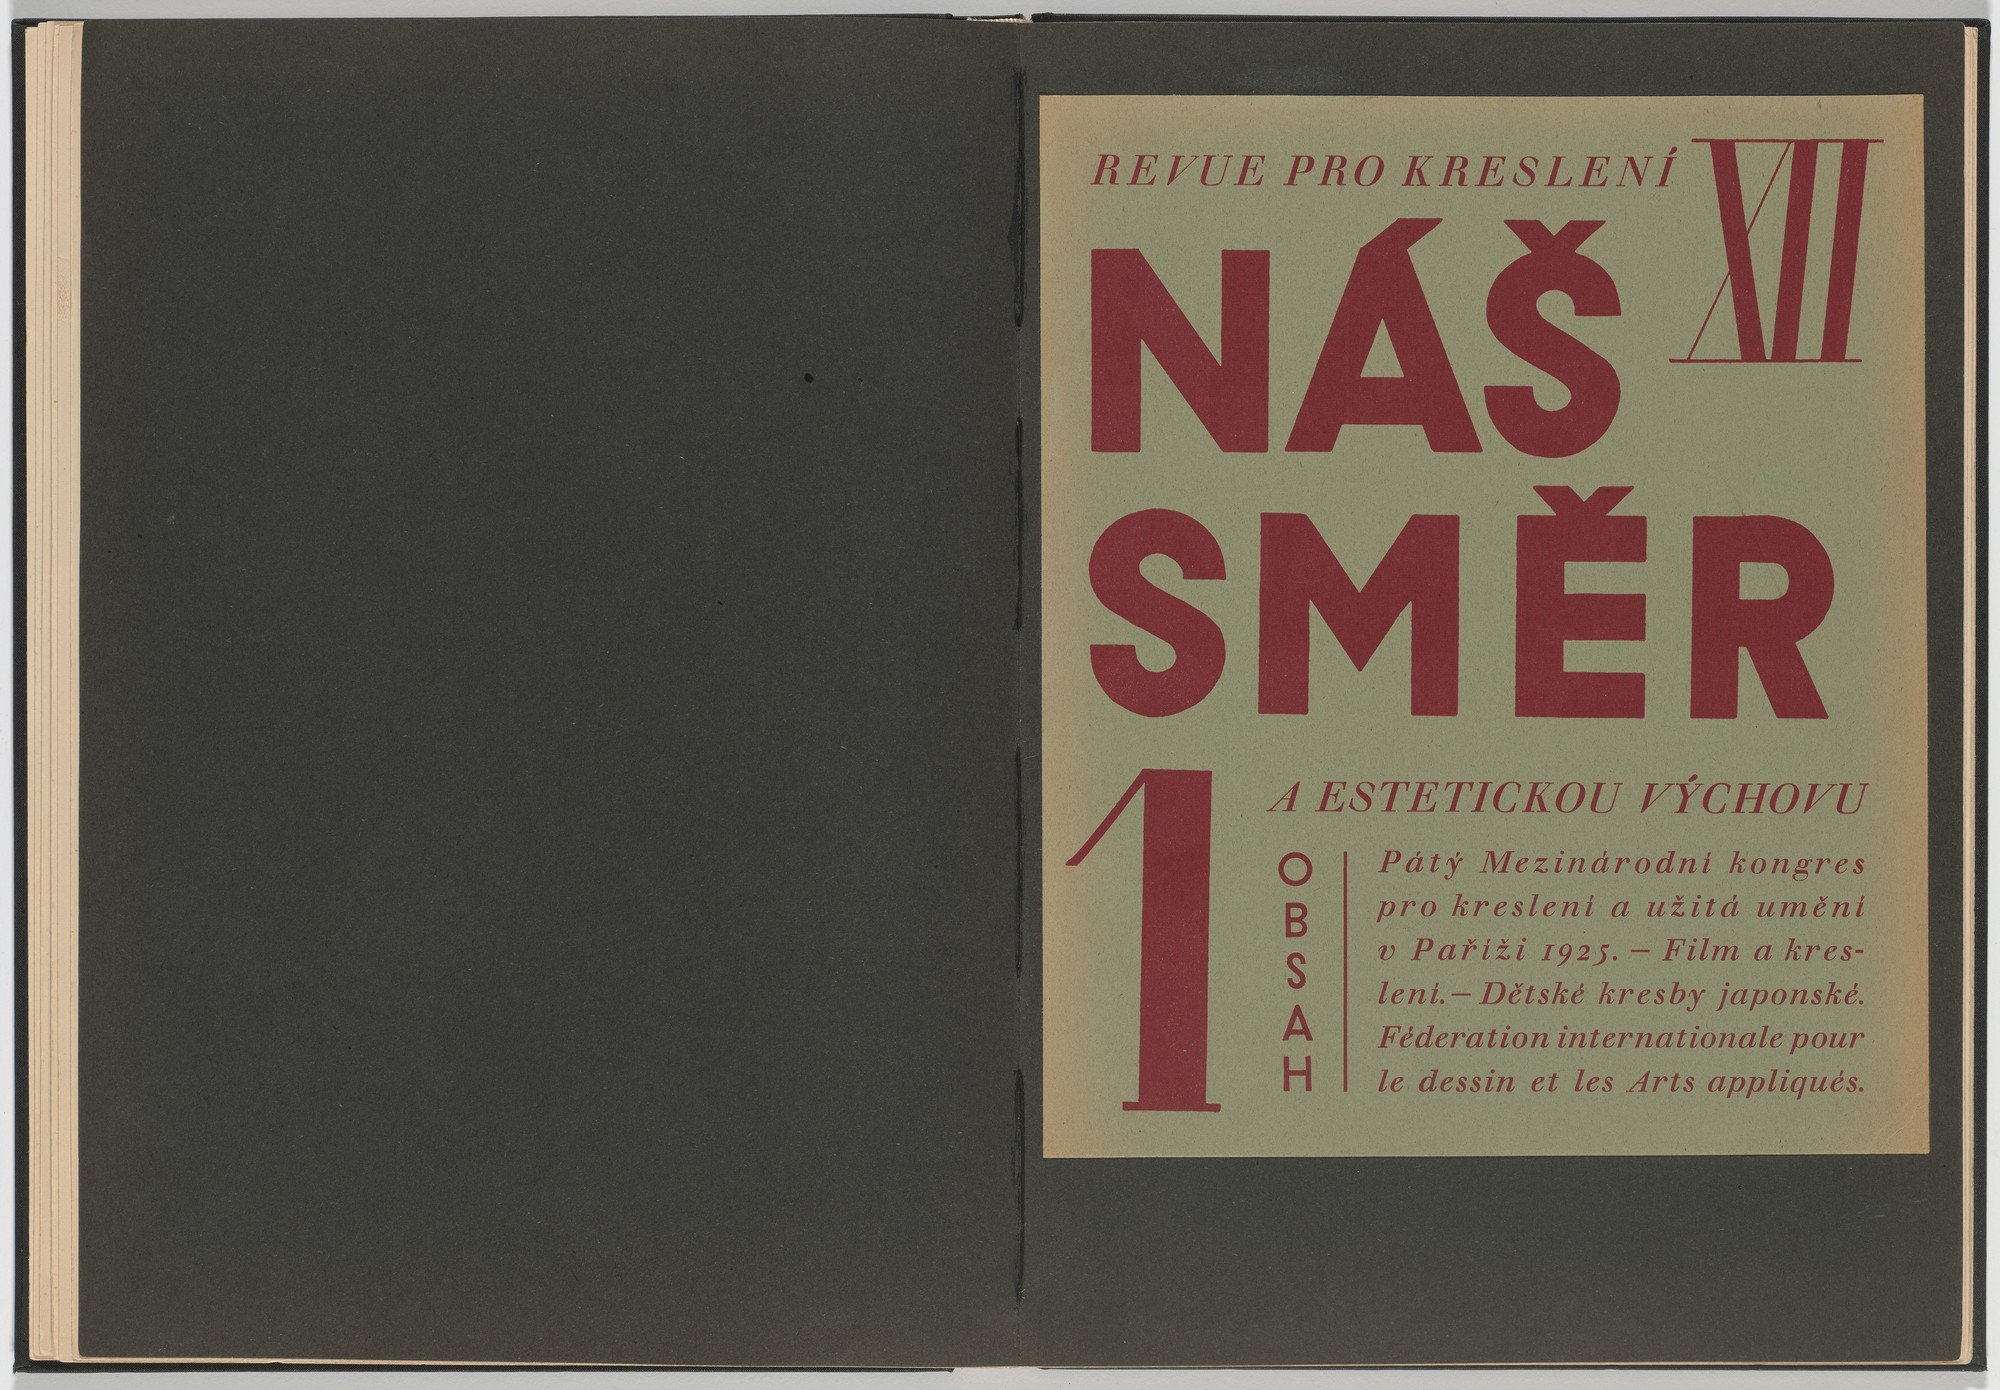 REVUE PRO KRESLENÍ
XII
NÁŠ
SMĚR
1
A ESTETICKOU VÝCHOVU
OBSAH
Pátý Mezinárodní kongres
pro kreslení a užitá umění
v Paříži 1925. — Film a kres-
lení. — Dětské kresby japonské.
Féderation internationale pour
le dessin et les Arts appliqués.